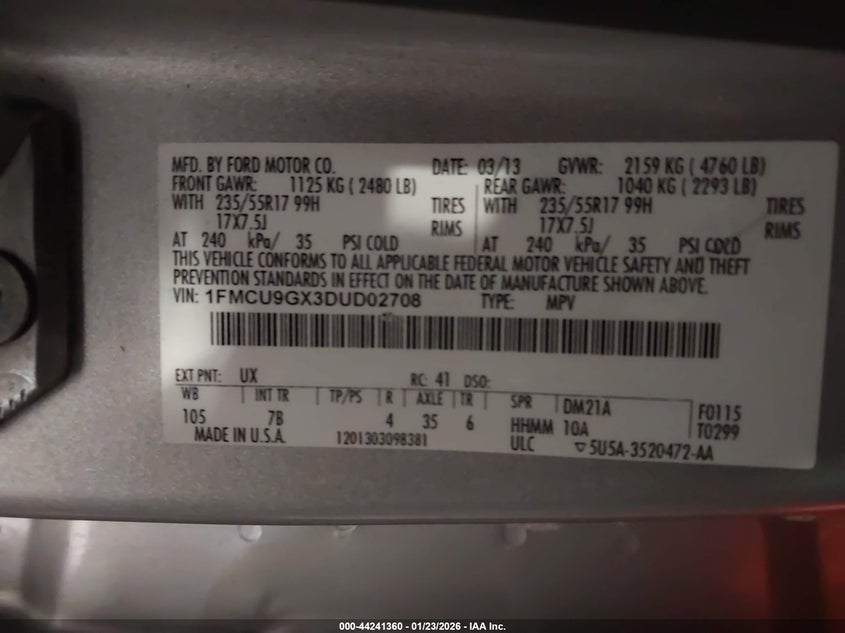 MFD. BY FORD MOTOR CO. DATE: 03/13 GVWR: 2159 KG ( 4760 LB)
FRONT GAWR: 1125 KG ( 2480 LB) REAR GAWR: 1040 KG ( 2293 LB)
WITH 235/55R17 99H TIRES WITH 235/55R17 99H TIRES
17X7.5J RIMS 17X7.5J RIMS
AT 240 kPa/ 35 PSI COLD AT 240 kPa/ 35 PSI COLD
THIS VEHICLE CONFORMS TO ALL APPLICABLE FEDERAL MOTOR VEHICLE SAFETY AND THEFT
PREVENTION STANDARDS IN EFFECT ON THE DATE OF MANUFACTURE SHOWN ABOVE.
VIN: 1FMCU9GX3DUD02708 TYPE: MPV
EXT PNT: UX RC: 41 DSO:
WB INT TR TP/PS R AXLE TR SPR DM21A F0115
105 7B 4 35 6 HHMM 10A T0299
MADE IN U.S.A. 1201303098381 ULC ▽5U5A-3520472-AA
000-44241360 - 01/23/2026 - IAA Inc.